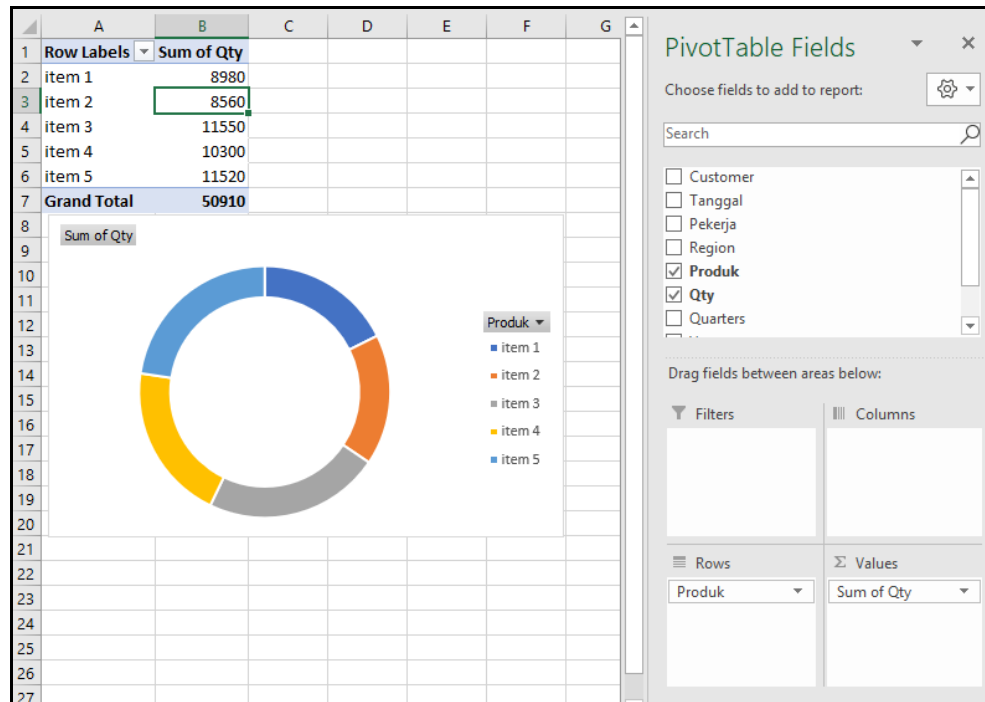 A B C D E F G
1 Row Labels Sum of Qty
2 item 1 8980
3 item 2 8560
4 item 3 11550
5 item 4 10300
6 item 5 11520
7 Grand Total 50910
8
Sum of Qty
9
10
11
12
Produk
13
item 1
14
item 2
15
item 3
16
item 4
17
18
item 5
19
20
21
22
23
24
25
26
27
PivotTable Fields
Choose fields to add to report:
Search
Customer
Tanggal
Pekerja
Region
Produk
Qty
Quarters
Drag fields between areas below:
Filters
Columns
Rows
Σ Values
Produk
Sum of Qty